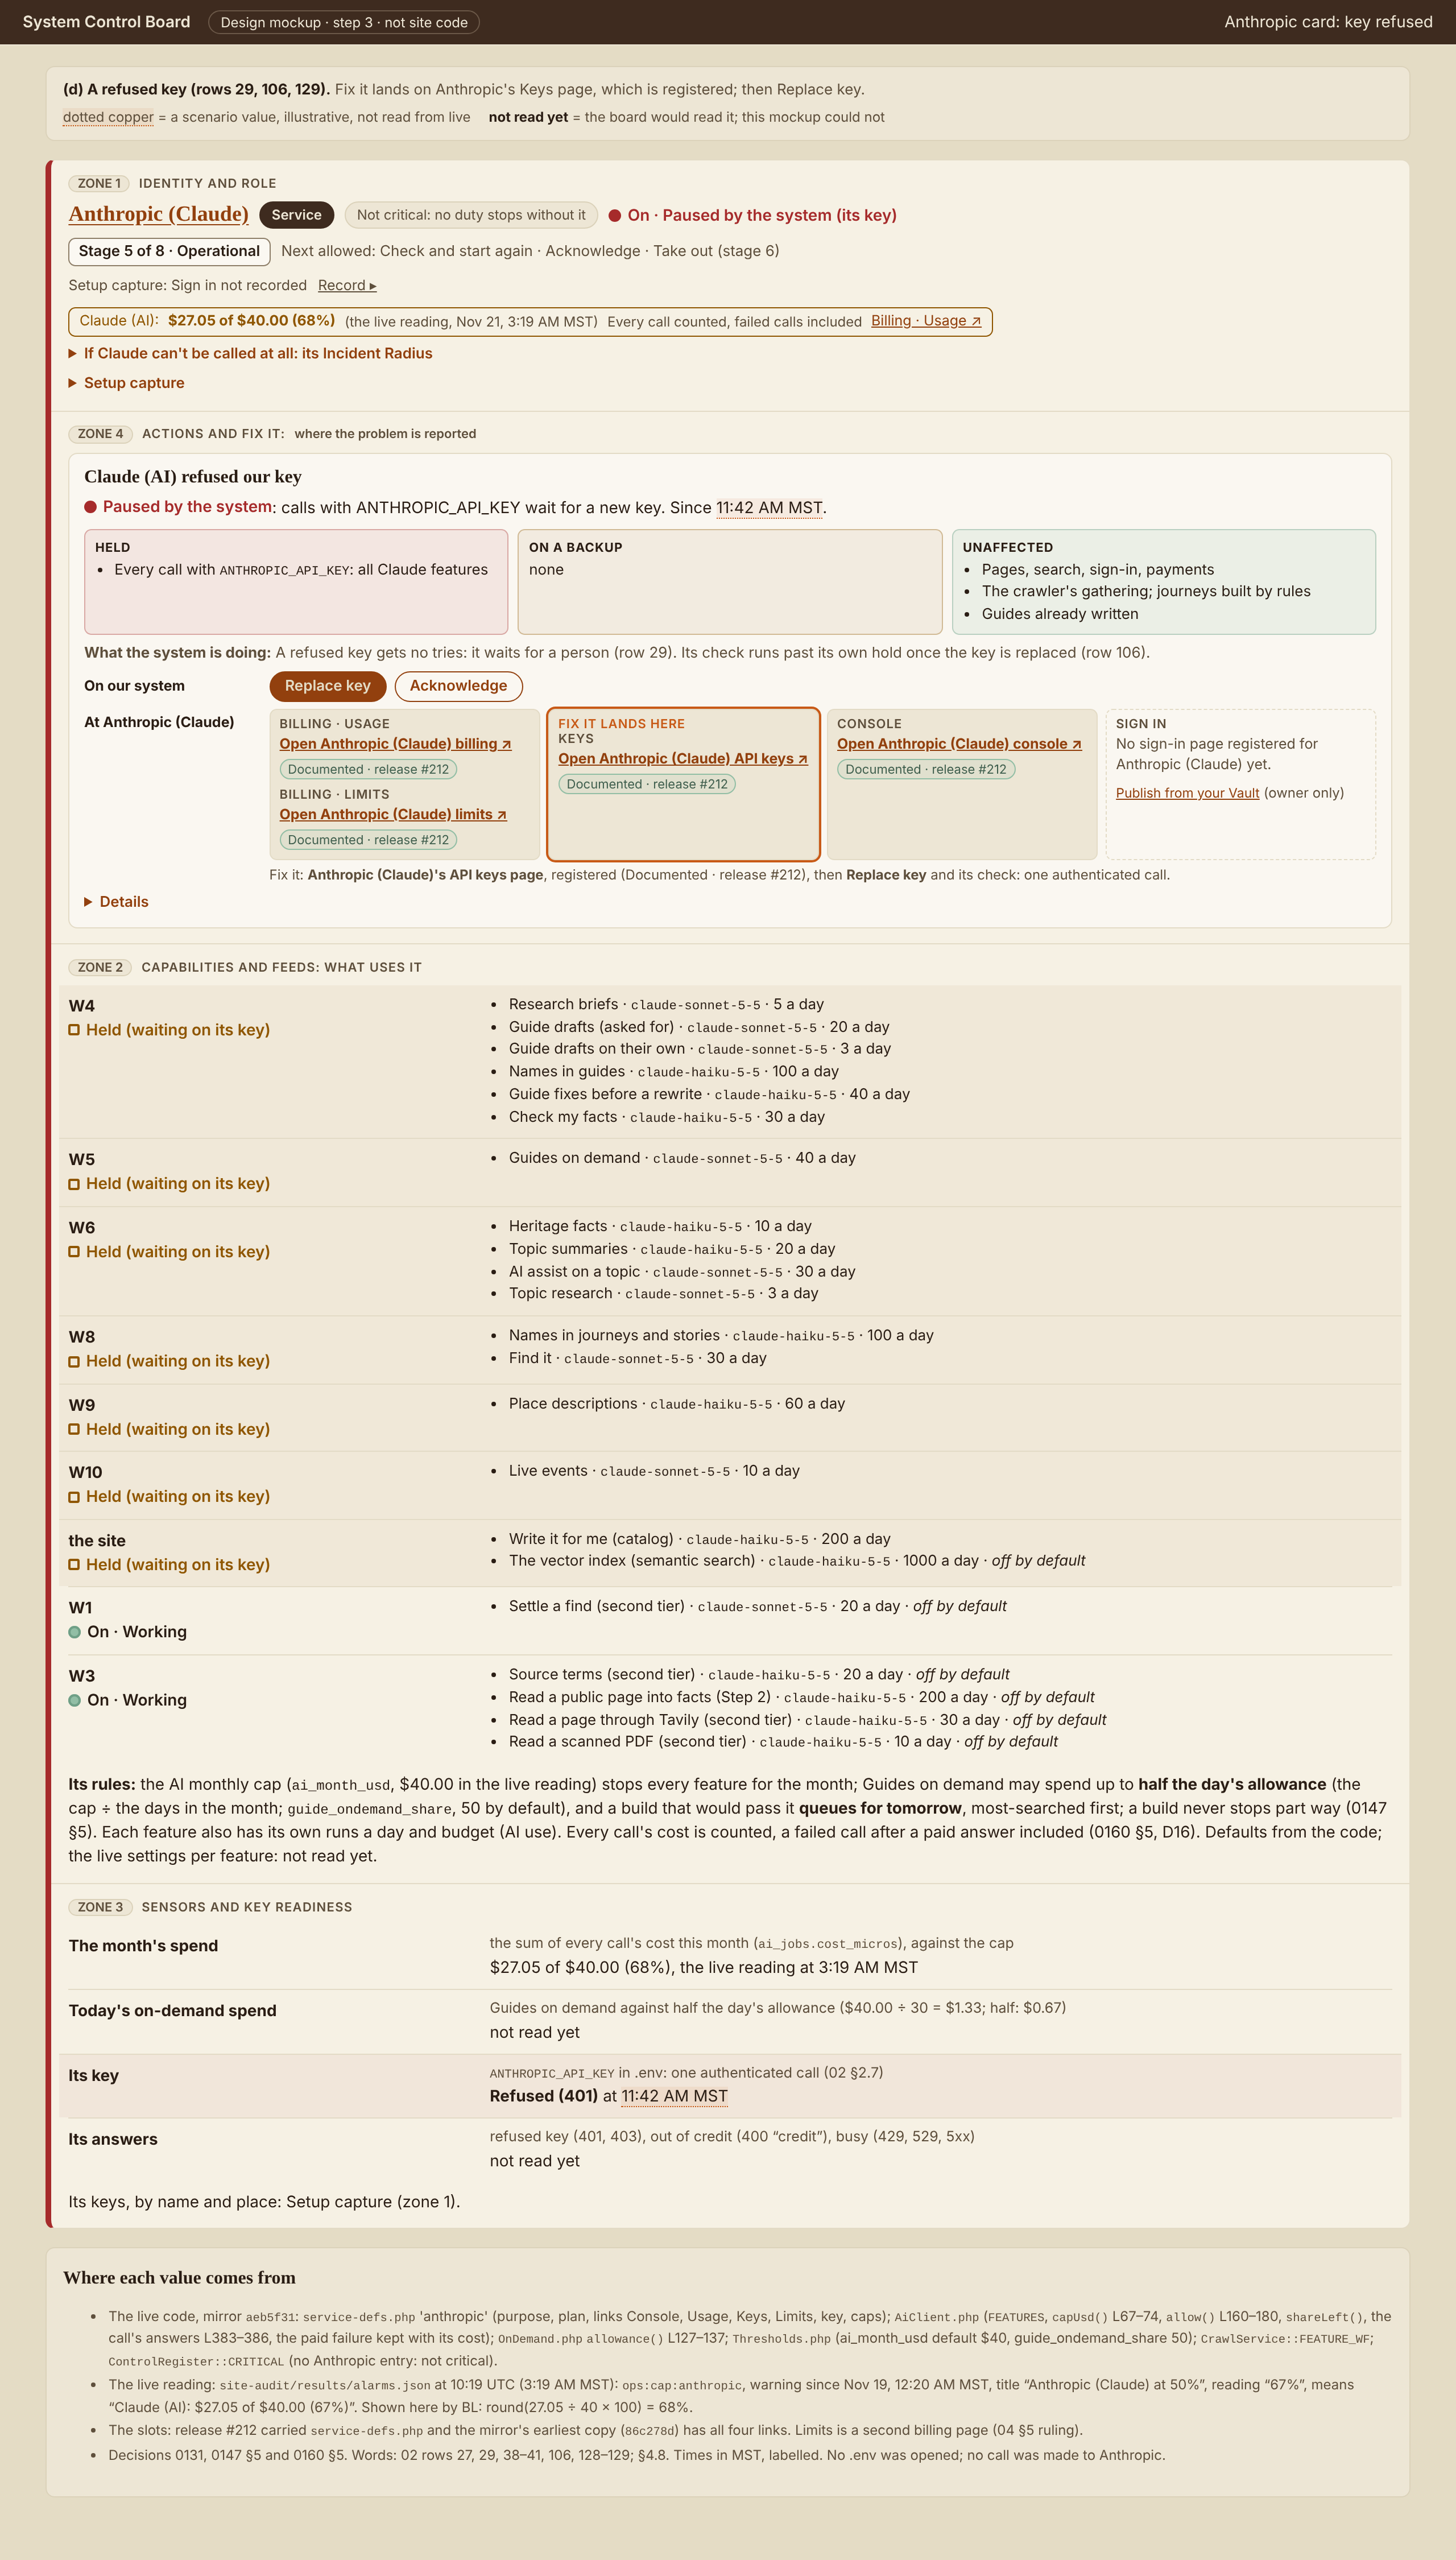 System Control Board
Design mockup · step 3 · not site code
Anthropic card: key refused
(d) A refused key (rows 29, 106, 129). Fix it lands on Anthropic's Keys page, which is registered; then Replace key.
dotted copper = a scenario value, illustrative, not read from live not read yet = the board would read it; this mockup could not
ZONE 1 IDENTITY AND ROLE
Anthropic (Claude) Service Not critical: no duty stops without it On · Paused by the system (its key)
Stage 5 of 8 · Operational Next allowed: Check and start again · Acknowledge · Take out (stage 6)
Setup capture: Sign in not recorded Record ▸
Claude (AI): $27.05 of $40.00 (68%) (the live reading, Nov 21, 3:19 AM MST) Every call counted, failed calls included Billing · Usage ↗
▶ If Claude can't be called at all: its Incident Radius
▶ Setup capture
ZONE 4 ACTIONS AND FIX IT: where the problem is reported
Claude (AI) refused our key
Paused by the system: calls with ANTHROPIC_API_KEY wait for a new key. Since 11:42 AM MST.
HELD
• Every call with ANTHROPIC_API_KEY: all Claude features
ON A BACKUP
none
UNAFFECTED
• Pages, search, sign-in, payments
• The crawler's gathering; journeys built by rules
• Guides already written
What the system is doing: A refused key gets no tries: it waits for a person (row 29). Its check runs past its own hold once the key is replaced (row 106).
On our system Replace key Acknowledge
At Anthropic (Claude)
BILLING · USAGE
Open Anthropic (Claude) billing ↗
Documented · release #212
BILLING · LIMITS
Open Anthropic (Claude) limits ↗
Documented · release #212
FIX IT LANDS HERE
KEYS
Open Anthropic (Claude) API keys ↗
Documented · release #212
CONSOLE
Open Anthropic (Claude) console ↗
Documented · release #212
SIGN IN
No sign-in page registered for
Anthropic (Claude) yet.
Publish from your Vault (owner only)
Fix it: Anthropic (Claude)'s API keys page, registered (Documented · release #212), then Replace key and its check: one authenticated call.
▶ Details
ZONE 2 CAPABILITIES AND FEEDS: WHAT USES IT
W4
Held (waiting on its key)
• Research briefs · claude-sonnet-5-5 · 5 a day
• Guide drafts (asked for) · claude-sonnet-5-5 · 20 a day
• Guide drafts on their own · claude-sonnet-5-5 · 3 a day
• Names in guides · claude-haiku-5-5 · 100 a day
• Guide fixes before a rewrite · claude-haiku-5-5 · 40 a day
• Check my facts · claude-haiku-5-5 · 30 a day
W5
Held (waiting on its key)
• Guides on demand · claude-sonnet-5-5 · 40 a day
W6
Held (waiting on its key)
• Heritage facts · claude-haiku-5-5 · 10 a day
• Topic summaries · claude-haiku-5-5 · 20 a day
• AI assist on a topic · claude-sonnet-5-5 · 30 a day
• Topic research · claude-sonnet-5-5 · 3 a day
W8
Held (waiting on its key)
• Names in journeys and stories · claude-haiku-5-5 · 100 a day
• Find it · claude-sonnet-5-5 · 30 a day
W9
Held (waiting on its key)
• Place descriptions · claude-haiku-5-5 · 60 a day
W10
Held (waiting on its key)
• Live events · claude-sonnet-5-5 · 10 a day
the site
Held (waiting on its key)
• Write it for me (catalog) · claude-haiku-5-5 · 200 a day
• The vector index (semantic search) · claude-haiku-5-5 · 1000 a day · off by default
W1
On · Working
• Settle a find (second tier) · claude-sonnet-5-5 · 20 a day · off by default
W3
On · Working
• Source terms (second tier) · claude-haiku-5-5 · 20 a day · off by default
• Read a public page into facts (Step 2) · claude-haiku-5-5 · 200 a day · off by default
• Read a page through Tavily (second tier) · claude-haiku-5-5 · 30 a day · off by default
• Read a scanned PDF (second tier) · claude-haiku-5-5 · 10 a day · off by default
Its rules: the AI monthly cap (ai_month_usd, $40.00 in the live reading) stops every feature for the month; Guides on demand may spend up to half the day's allowance (the
cap ÷ the days in the month; guide_ondemand_share, 50 by default), and a build that would pass it queues for tomorrow, most-searched first; a build never stops part way (0147
§5). Each feature also has its own runs a day and budget (AI use). Every call's cost is counted, a failed call after a paid answer included (0160 §5, D16). Defaults from the code;
the live settings per feature: not read yet.
ZONE 3 SENSORS AND KEY READINESS
The month's spend
the sum of every call's cost this month (ai_jobs.cost_micros), against the cap
$27.05 of $40.00 (68%), the live reading at 3:19 AM MST
Today's on-demand spend
Guides on demand against half the day's allowance ($40.00 ÷ 30 = $1.33; half: $0.67)
not read yet
Its key
ANTHROPIC_API_KEY in .env: one authenticated call (02 §2.7)
Refused (401) at 11:42 AM MST
Its answers
refused key (401, 403), out of credit (400 “credit”), busy (429, 529, 5xx)
not read yet
Its keys, by name and place: Setup capture (zone 1).
Where each value comes from
• The live code, mirror aeb5f31: service-defs.php 'anthropic' (purpose, plan, links Console, Usage, Keys, Limits, key, caps); AiClient.php (FEATURES, capUsd() L67–74, allow() L160–180, shareLeft(), the
call's answers L383–386, the paid failure kept with its cost); OnDemand.php allowance() L127–137; Thresholds.php (ai_month_usd default $40, guide_ondemand_share 50); CrawlService::FEATURE_WF;
ControlRegister::CRITICAL (no Anthropic entry: not critical).
• The live reading: site-audit/results/alarms.json at 10:19 UTC (3:19 AM MST): ops:cap:anthropic, warning since Nov 19, 12:20 AM MST, title “Anthropic (Claude) at 50%”, reading “67%”, means
“Claude (AI): $27.05 of $40.00 (67%)”. Shown here by BL: round(27.05 ÷ 40 × 100) = 68%.
• The slots: release #212 carried service-defs.php and the mirror's earliest copy (86c278d) has all four links. Limits is a second billing page (04 §5 ruling).
• Decisions 0131, 0147 §5 and 0160 §5. Words: 02 rows 27, 29, 38–41, 106, 128–129; §4.8. Times in MST, labelled. No .env was opened; no call was made to Anthropic.